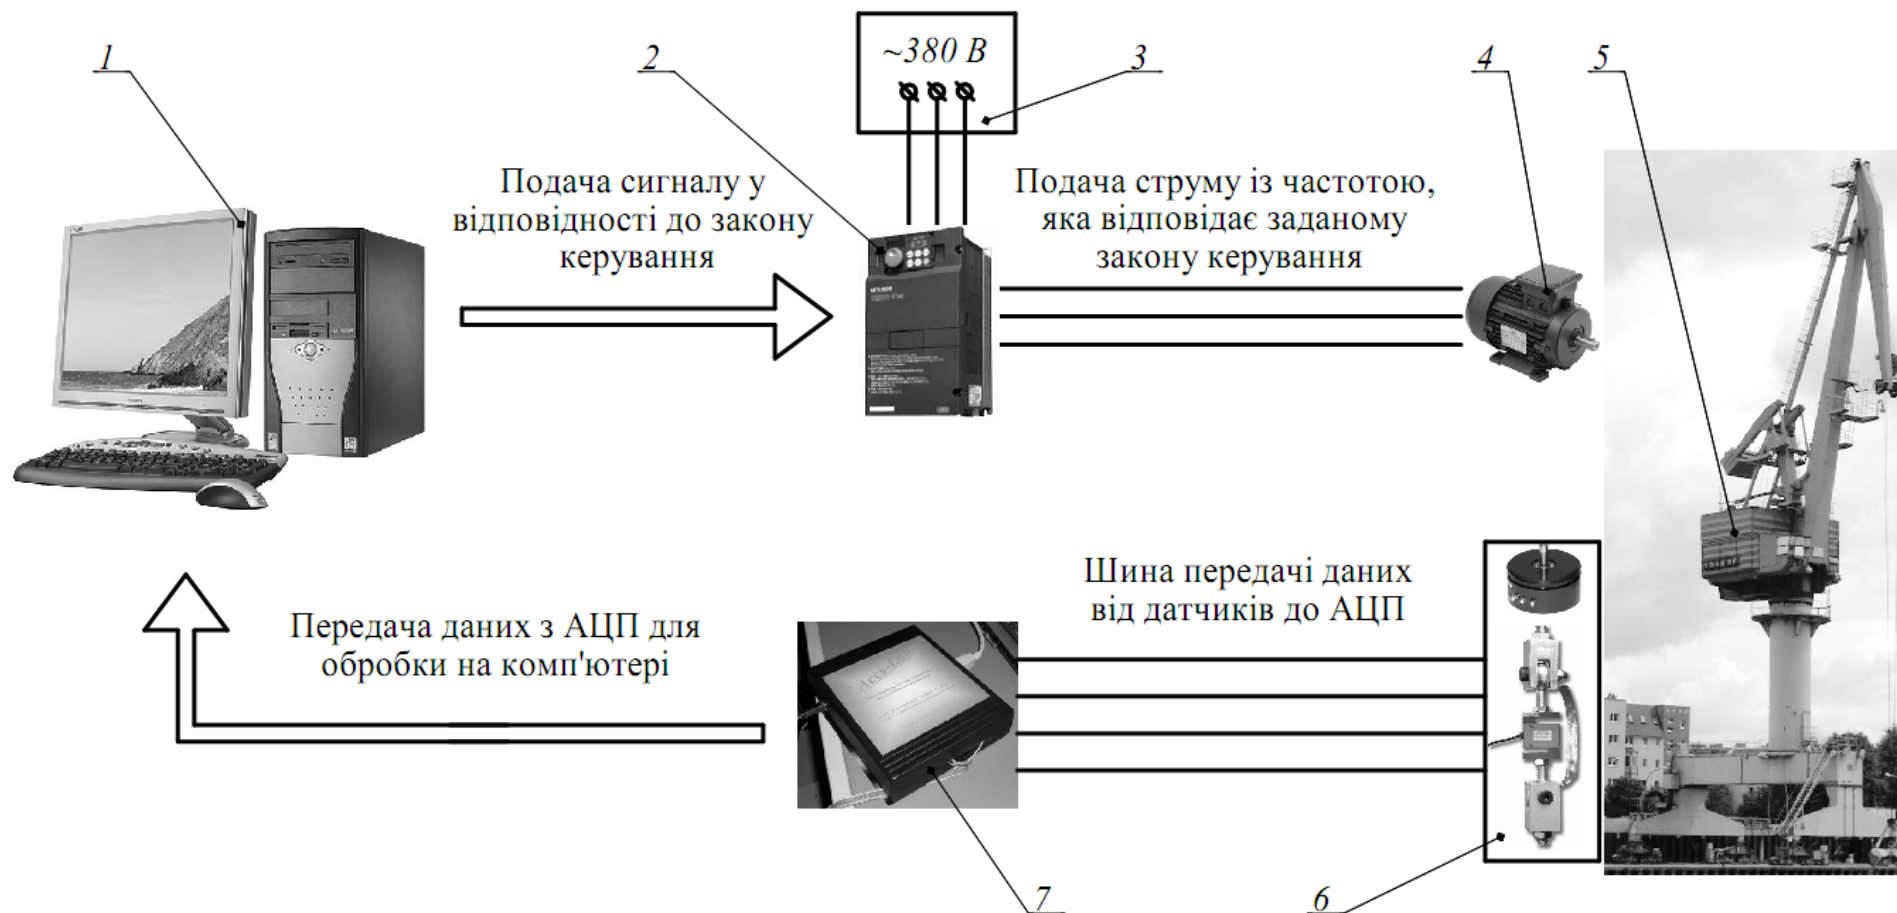 1
2
~380 В
3
4
5
Подача сигналу у
відповідності до закону
керування
Подача струму із частотою,
яка відповідає заданому
закону керування
Шина передачі даних
від датчиків до АЦП
Передача даних з АЦП для
обробки на комп'ютері
7
6